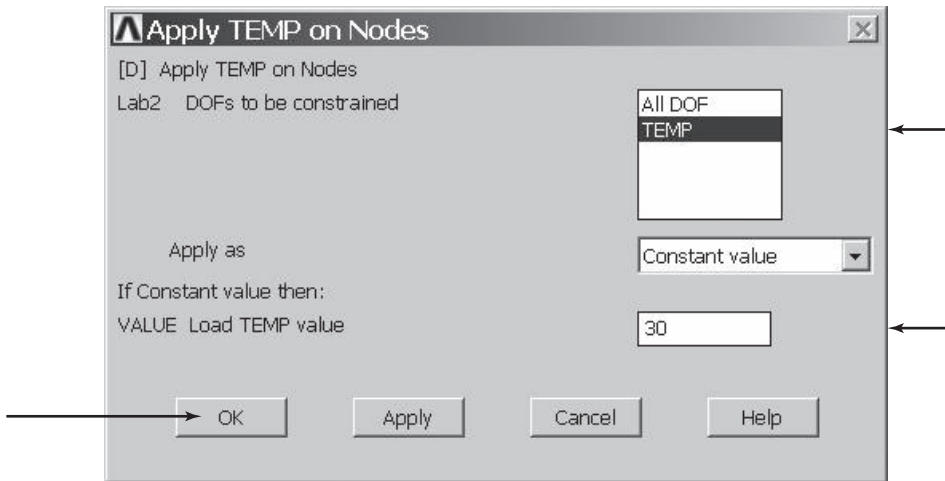 Apply TEMP on Nodes
[D] Apply TEMP on Nodes
Lab2 DOFs to be constrained
All DOF
TEMP
Apply as
Constant value
If Constant value then:
VALUE Load TEMP value
30
OK
Apply
Cancel
Help